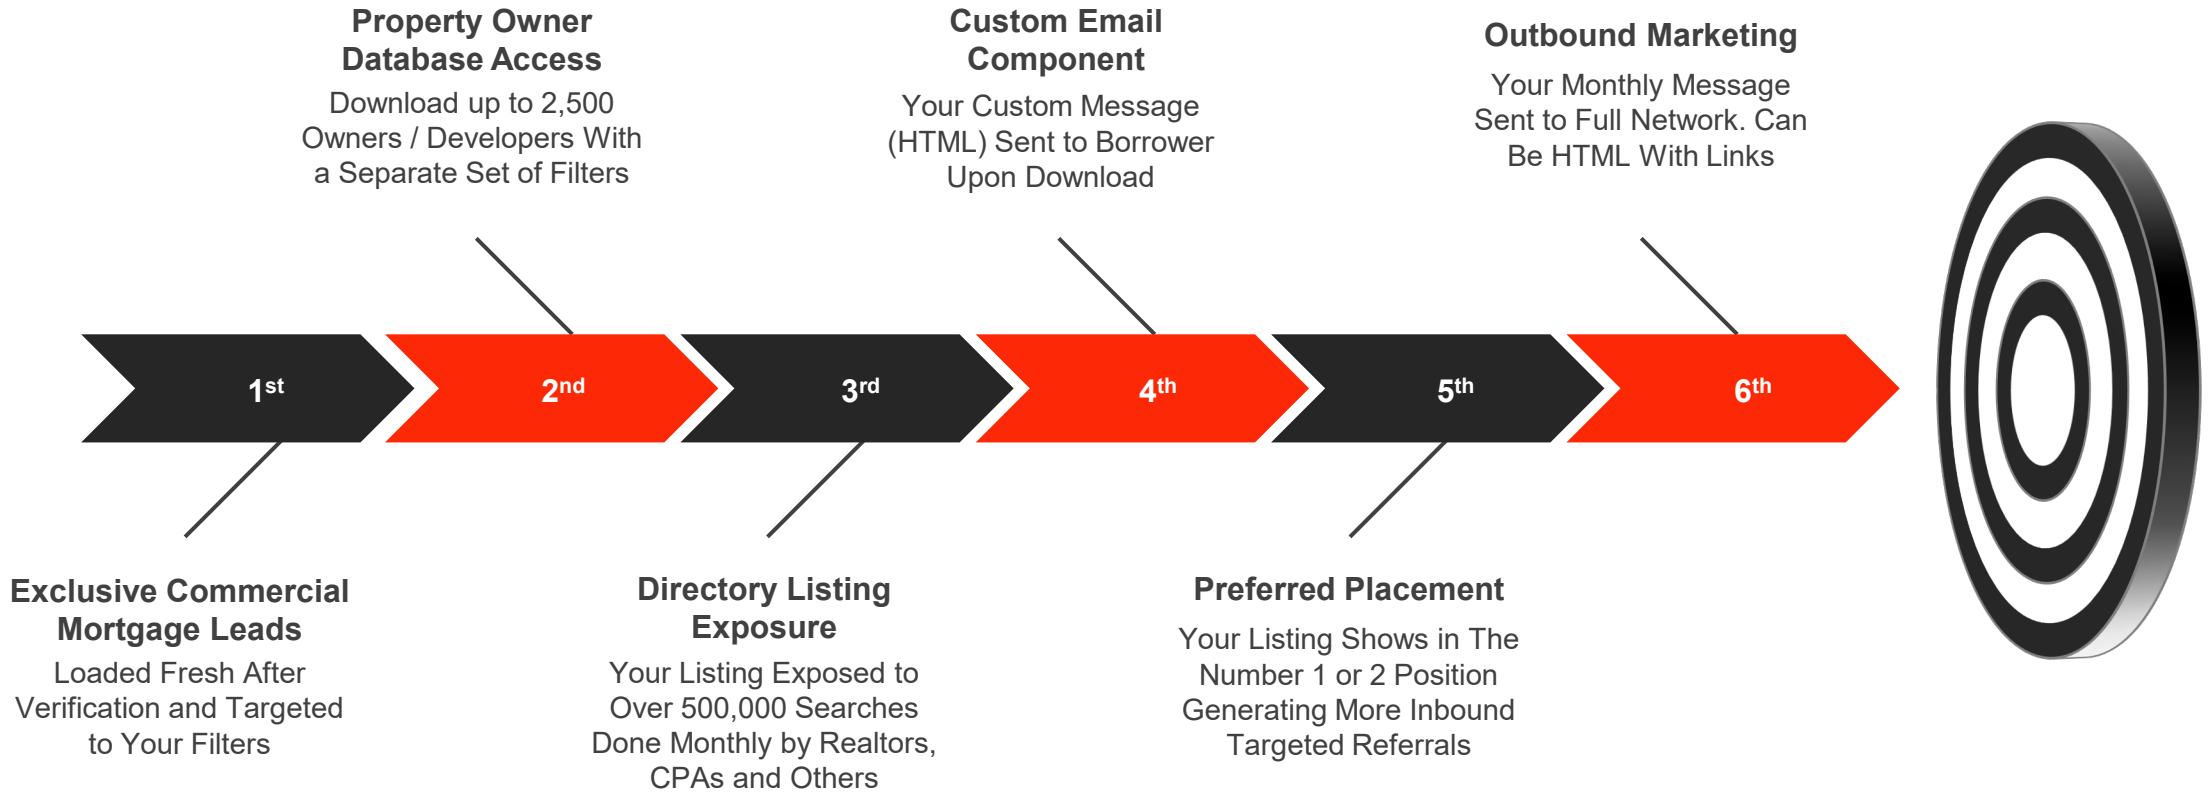 Property Owner
Database Access
Download up to 2,500
Owners / Developers With
a Separate Set of Filters
Custom Email
Component
Your Custom Message
(HTML) Sent to Borrower
Upon Download
Outbound Marketing
Your Monthly Message
Sent to Full Network. Can
Be HTML With Links
1st
2nd
3rd
4th
5th
6th
Exclusive Commercial
Mortgage Leads
Loaded Fresh After
Verification and Targeted
to Your Filters
Directory Listing
Exposure
Your Listing Exposed to
Over 500,000 Searches
Done Monthly by Realtors,
CPAs and Others
Preferred Placement
Your Listing Shows in The
Number 1 or 2 Position
Generating More Inbound
Targeted Referrals